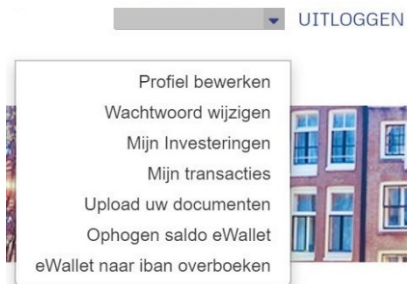 UITLOGGEN
Profiel bewerken
Wachtwoord wijzigen
Mijn Investeringen
Mijn transacties
Upload uw documenten
Ophogen saldo eWallet
eWallet naar iban overboeken